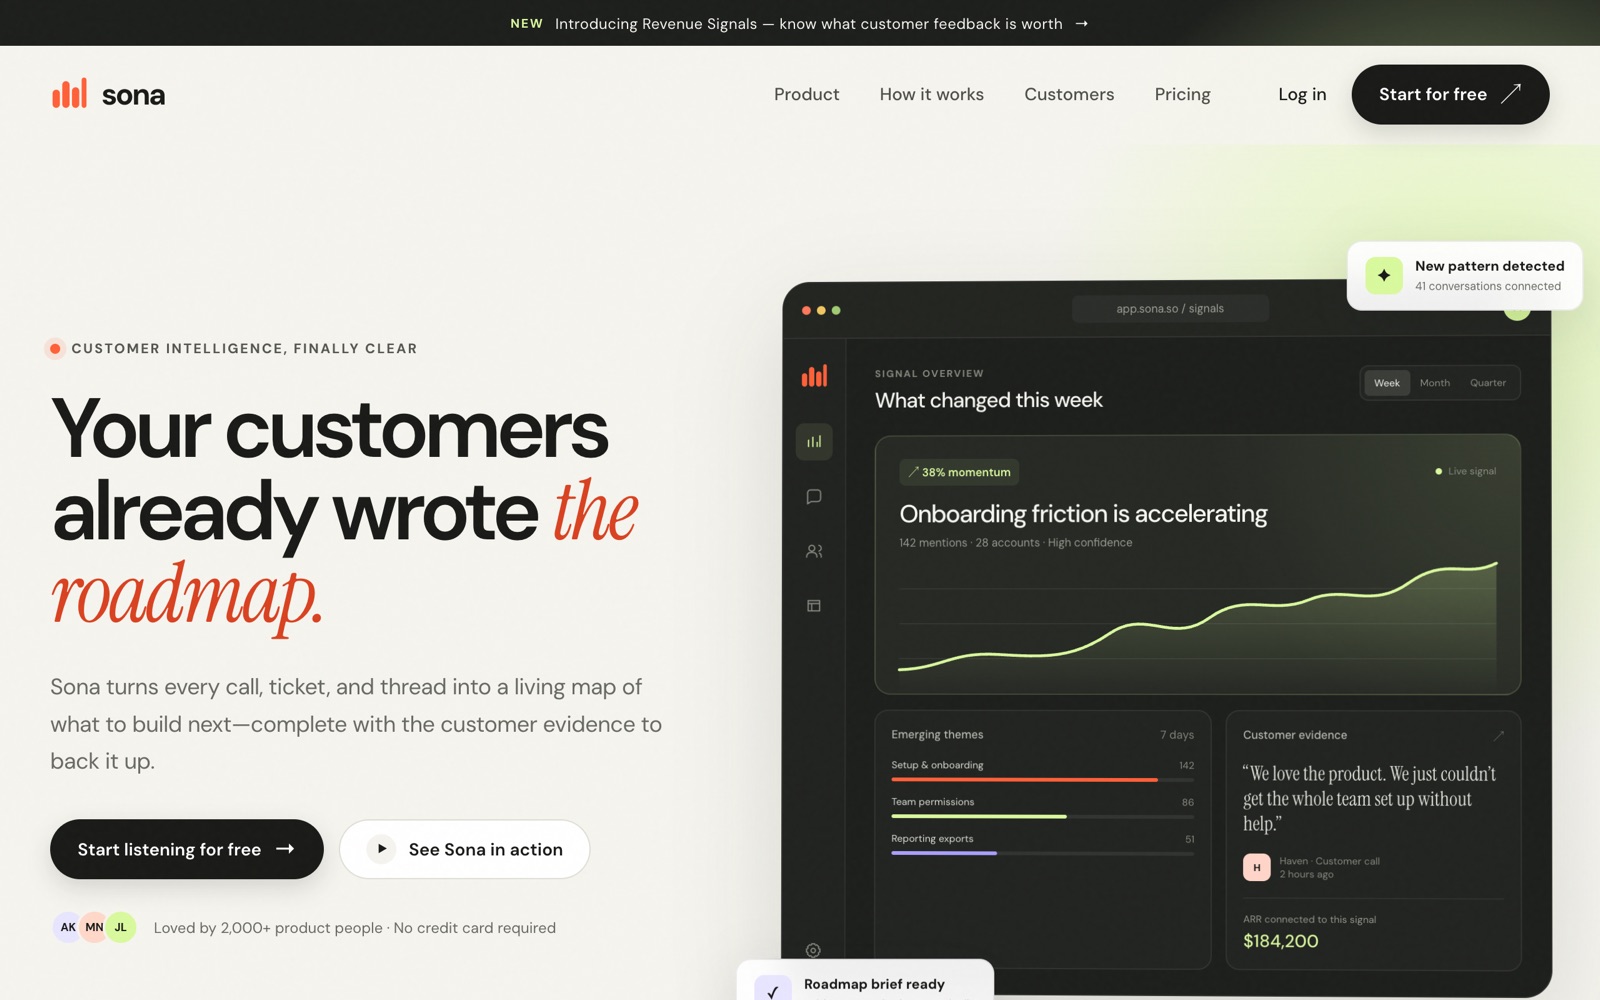 NEW Introducing Revenue Signals — know what customer feedback is worth →
sona
Product How it works Customers Pricing Log in Start for free ↗
CUSTOMER INTELLIGENCE, FINALLY CLEAR
Your customers
already wrote the
roadmap.
Sona turns every call, ticket, and thread into a living map of
what to build next—complete with the customer evidence to
back it up.
Start listening for free →
See Sona in action
AK MN JL Loved by 2,000+ product people · No credit card required
New pattern detected
41 conversations connected
app.sona.so / signals
SIGNAL OVERVIEW
What changed this week
Week Month Quarter
↗ 38% momentum
Live signal
Onboarding friction is accelerating
142 mentions · 28 accounts · High confidence
Emerging themes 7 days
Setup & onboarding 142
Team permissions 86
Reporting exports 51
Customer evidence ↗
“We love the product. We just couldn’t
get the whole team set up without
help.”
H
Haven · Customer call
2 hours ago
ARR connected to this signal
$184,200
Roadmap brief ready